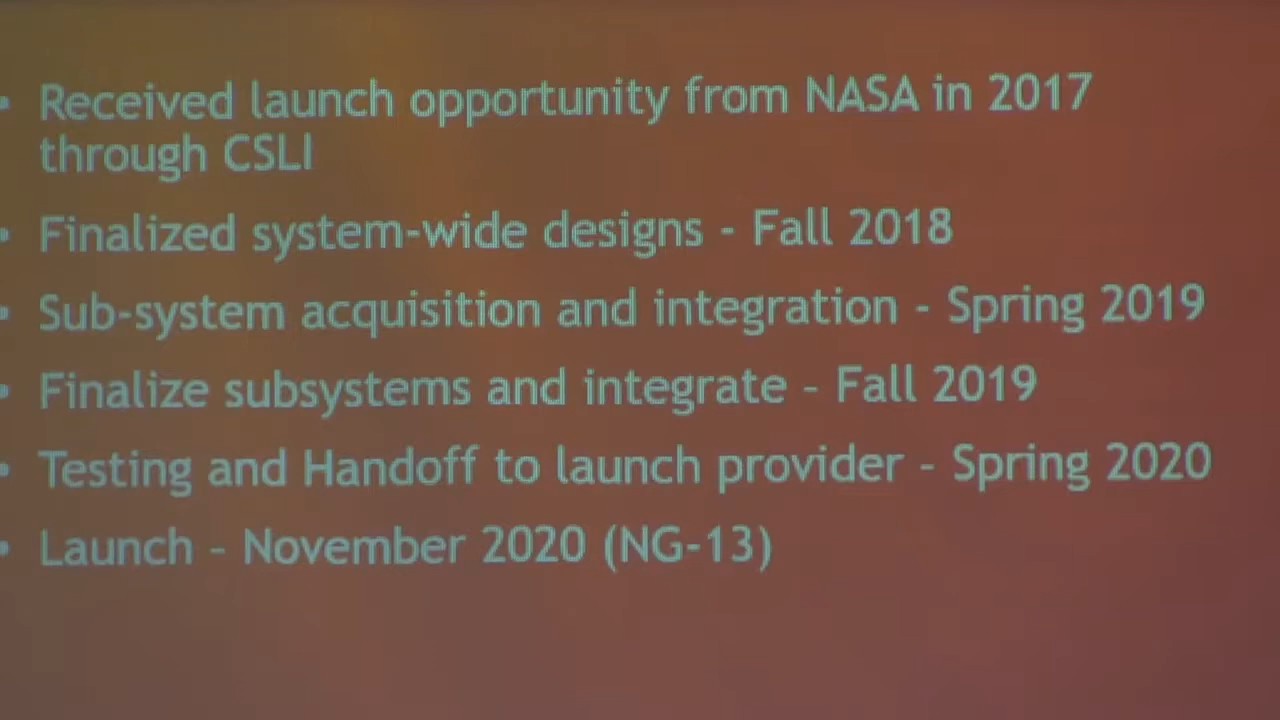 • Received launch opportunity from NASA in 2017
through CSLI
• Finalized system-wide designs - Fall 2018
• Sub-system acquisition and integration - Spring 2019
• Finalize subsystems and integrate – Fall 2019
• Testing and Handoff to launch provider – Spring 2020
• Launch – November 2020 (NG-13)